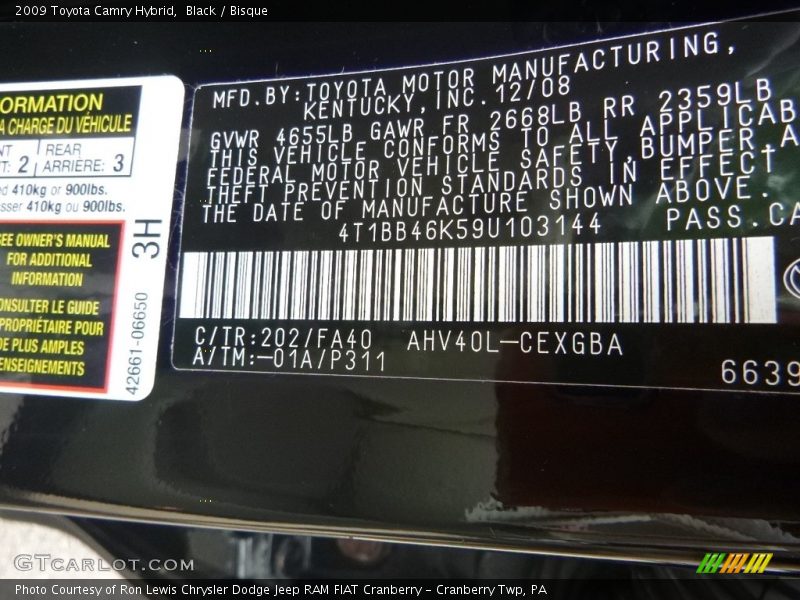 2009 Toyota Camry Hybrid,  Black / Bisque
ORMATION
A CHARGE DU VÉHICULE
NT
T: 2
REAR
ARRIÈRE: 3
ed 410kg or 900lbs.
sser 410kg ou 900lbs.
SEE OWNER'S MANUAL
FOR ADDITIONAL
INFORMATION
ONSULTER LE GUIDE
PROPRIÉTAIRE POUR
DE PLUS AMPLES
ENSEIGNEMENTS
3H
42661-06650
MFD.BY:TOYOTA MOTOR MANUFACTURING,
KENTUCKY,INC.12/08
GVWR 4655LB GAWR FR 2668LB RR 2359LB
THIS VEHICLE CONFORMS TO ALL APPLICAB
FEDERAL MOTOR VEHICLE SAFETY,BUMPER,A
THEFT PREVENTION STANDARDS IN EFFECT
THE DATE OF MANUFACTURE SHOWN ABOVE.
4T1BB46K59U103144 PASS.CA
C/TR:202/FA40 AHV40L-CEXGBA
A/TM:-01A/P311
6639
GTCARLOT.COM
Photo Courtesy of Ron Lewis Chrysler Dodge Jeep RAM FIAT Cranberry - Cranberry Twp, PA